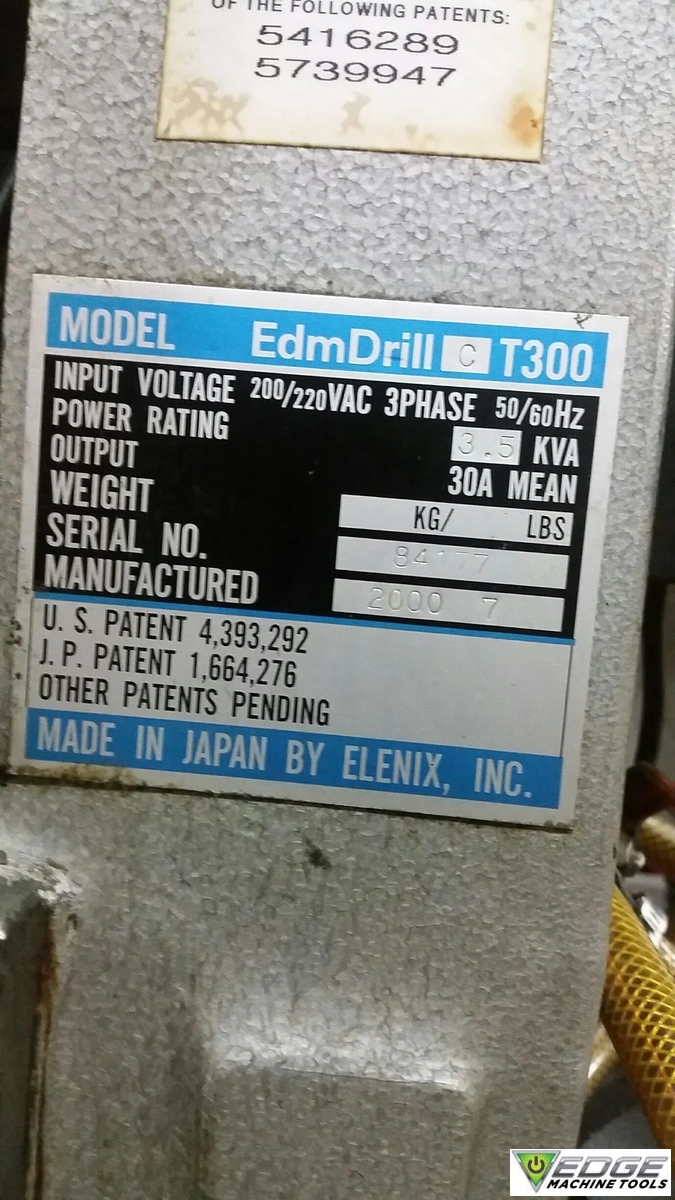 OF THE FOLLOWING PATENTS:
5416289
5739947
MODEL EdmDrill C T300
INPUT VOLTAGE 200/220VAC 3PHASE 50/60Hz
POWER RATING 3.5 KVA
OUTPUT 30A MEAN
WEIGHT KG/ LBS
SERIAL NO. 84177
MANUFACTURED 2000 7
U. S. PATENT 4,393,292
J. P. PATENT 1,664,276
OTHER PATENTS PENDING
MADE IN JAPAN BY ELENIX, INC.
EDGE
MACHINE TOOLS